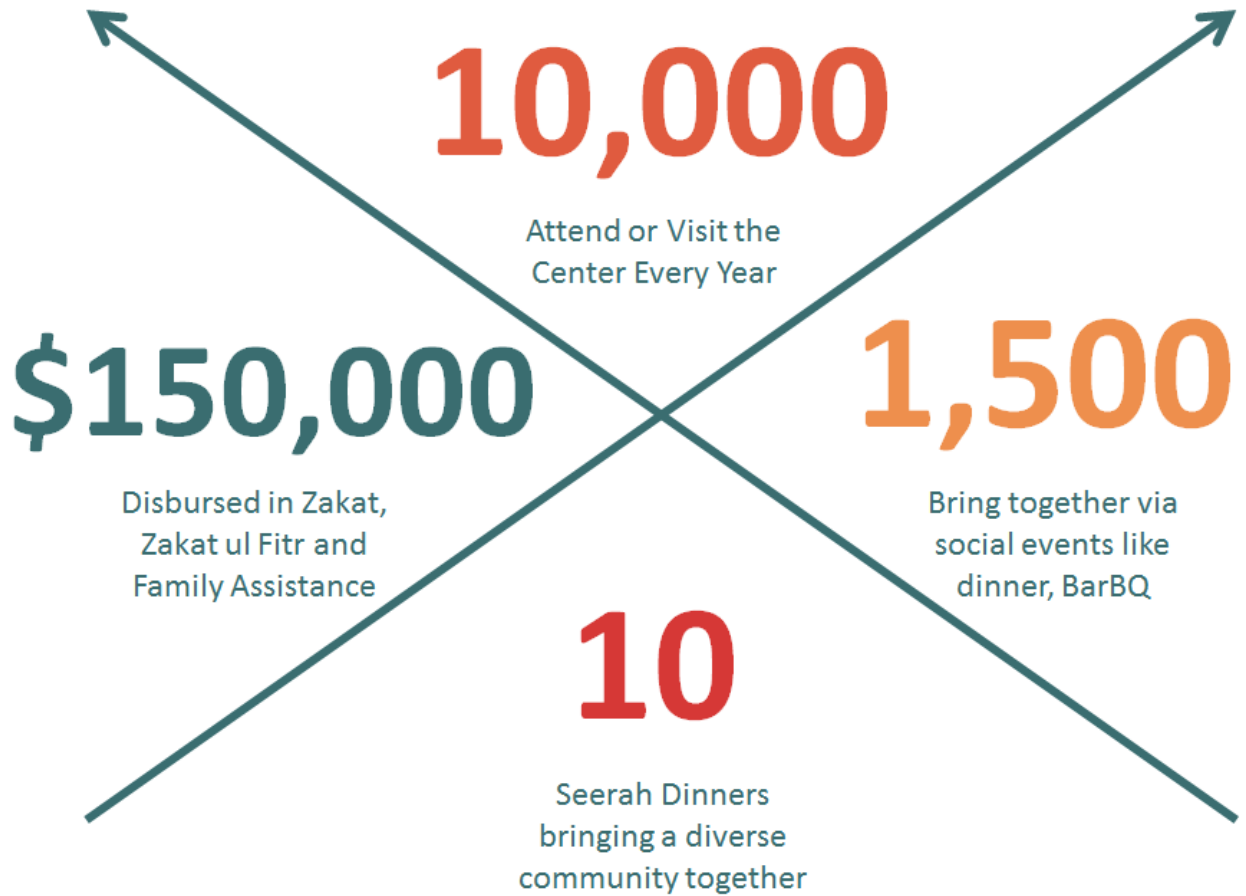 10,000
Attend or Visit the
Center Every Year
$150,000
Disbursed in Zakat,
Zakat ul Fitr and
Family Assistance
1,500
Bring together via
social events like
dinner, BarBQ
10
Seerah Dinners
bringing a diverse
community together